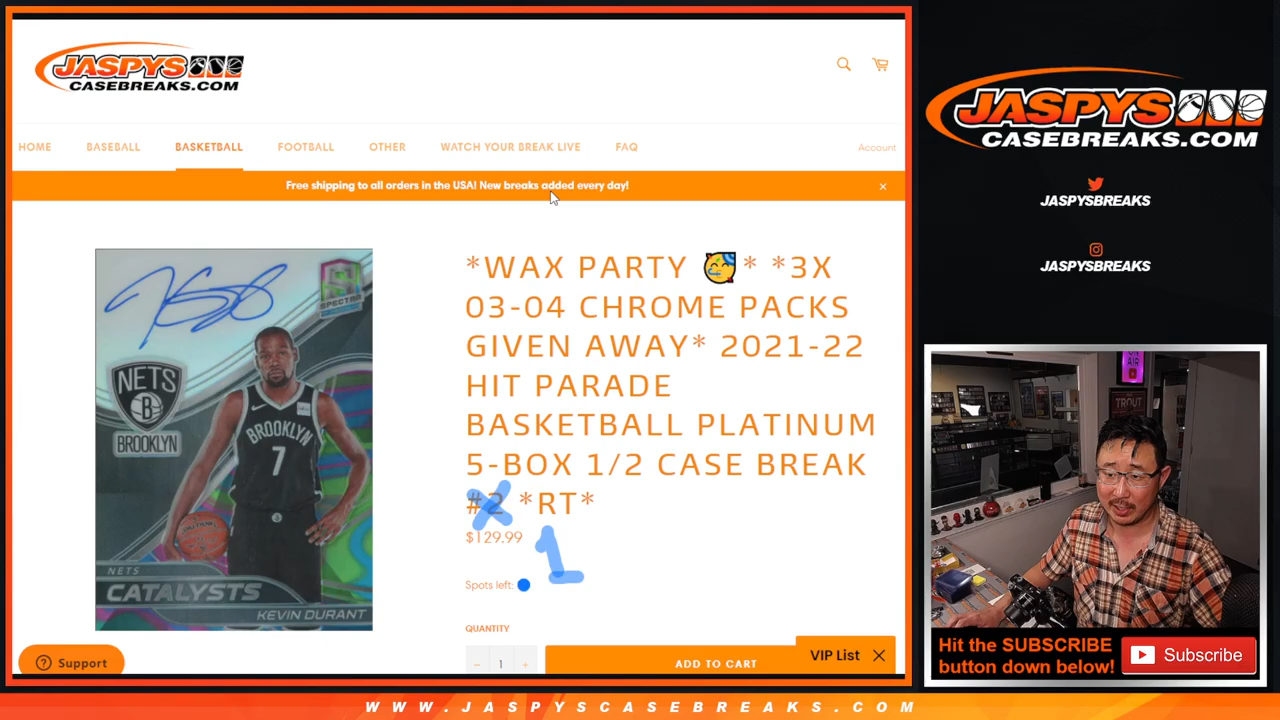 JASPYS
CASEBREAKS.COM
HOME BASEBALL BASKETBALL FOOTBALL OTHER WATCH YOUR BREAK LIVE FAQ Account
Free shipping to all orders in the USA! New breaks added every day! ×
SPECTRA
NETS
B
BROOKLYN
BROOKLYN
7
NETS
CATALYSTS
KEVIN DURANT
*WAX PARTY 🥳* *3X
03-04 CHROME PACKS
GIVEN AWAY* 2021-22
HIT PARADE
BASKETBALL PLATINUM
5-BOX 1/2 CASE BREAK
#2 *RT*
1
$129.99
Spots left:
QUANTITY
− 1 +
ADD TO CART
VIP List ×
Support
JASPYS
CASEBREAKS.COM
JASPYSBREAKS
JASPYSBREAKS
ON
AIR
TROUT
Hit the SUBSCRIBE
button down below!
Subscribe
WWW.JASPYSCASEBREAKS.COM